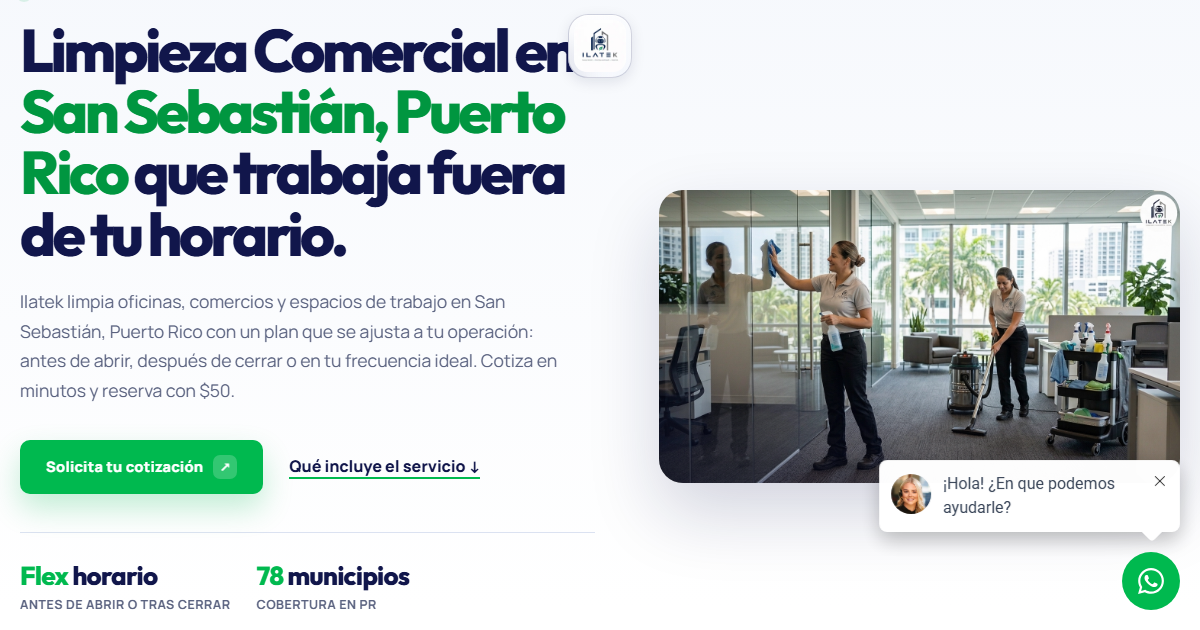 Limpieza Comercial en
ILATEK
San Sebastián, Puerto
Rico que trabaja fuera
de tu horario.
Ilatek limpia oficinas, comercios y espacios de trabajo en San
Sebastián, Puerto Rico con un plan que se ajusta a tu operación:
antes de abrir, después de cerrar o en tu frecuencia ideal. Cotiza en
minutos y reserva con $50.
Solicita tu cotización ↗
Qué incluye el servicio ↓
Flex horario
ANTES DE ABRIR O TRAS CERRAR
78 municipios
COBERTURA EN PR
ILATEK
¡Hola! ¿En que podemos
ayudarle?